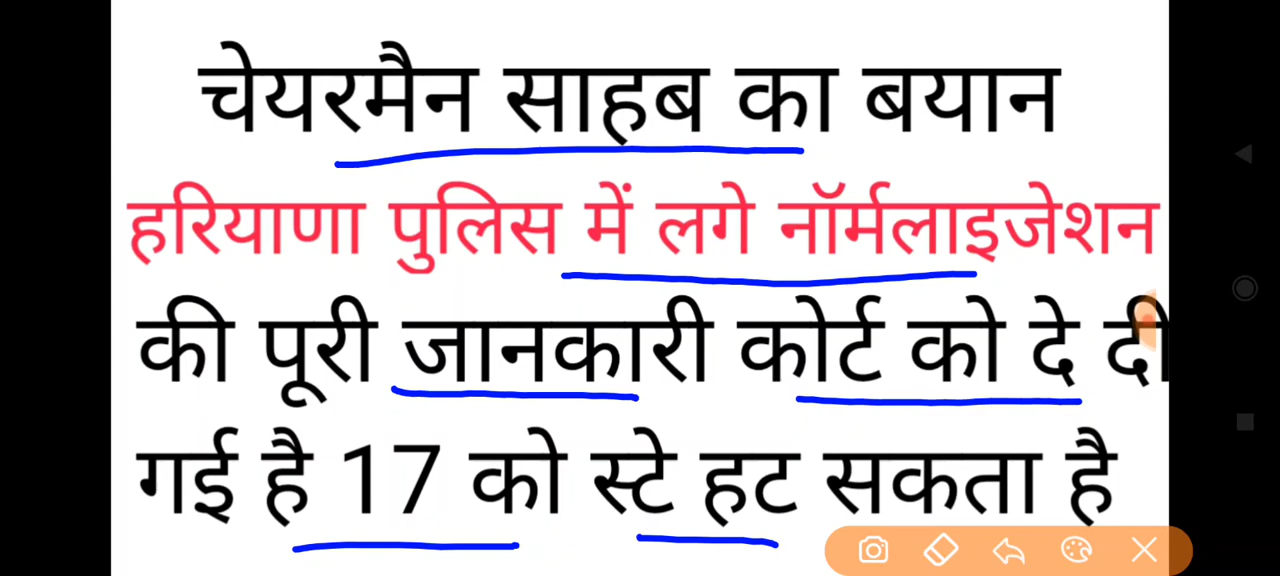 चेयरमैन साहब का बयान
हरियाणा पुलिस में लगे नॉर्मलाइजेशन
की पूरी जानकारी कोर्ट को दे दी
गई है 17 को स्टे हट सकता है